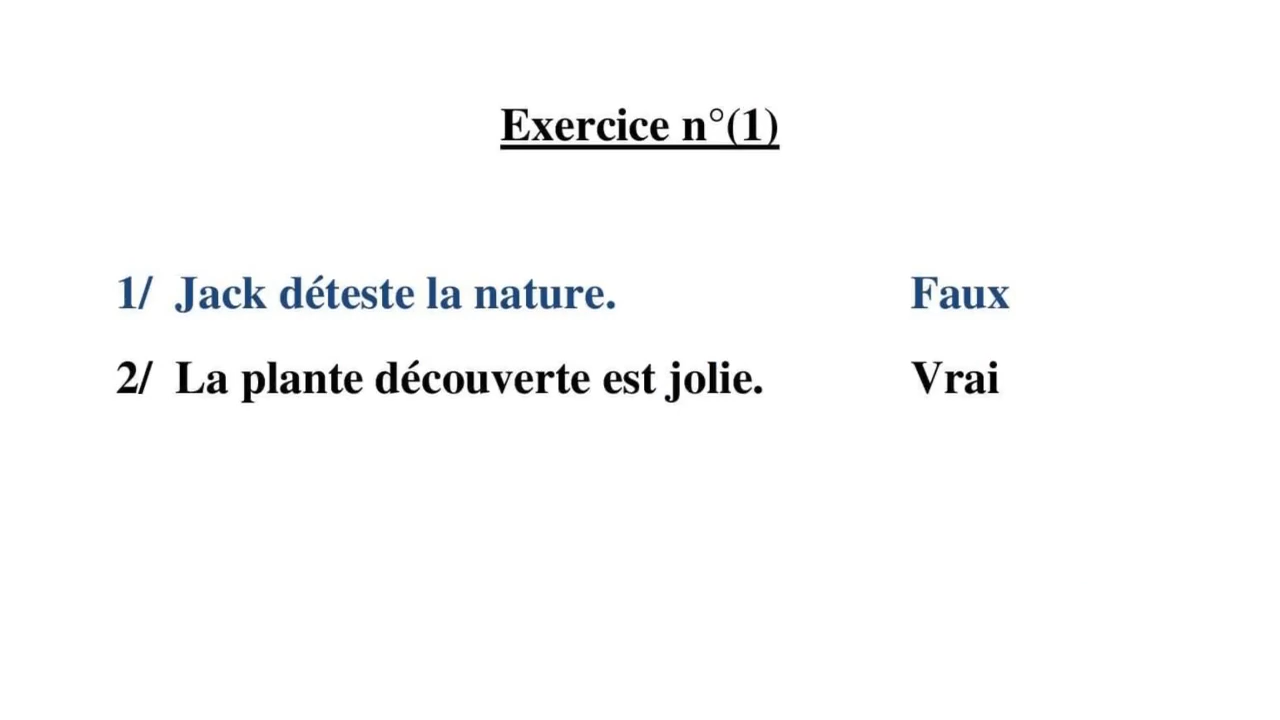 Exercice n°(1)
1/ Jack déteste la nature. Faux
2/ La plante découverte est jolie. Vrai